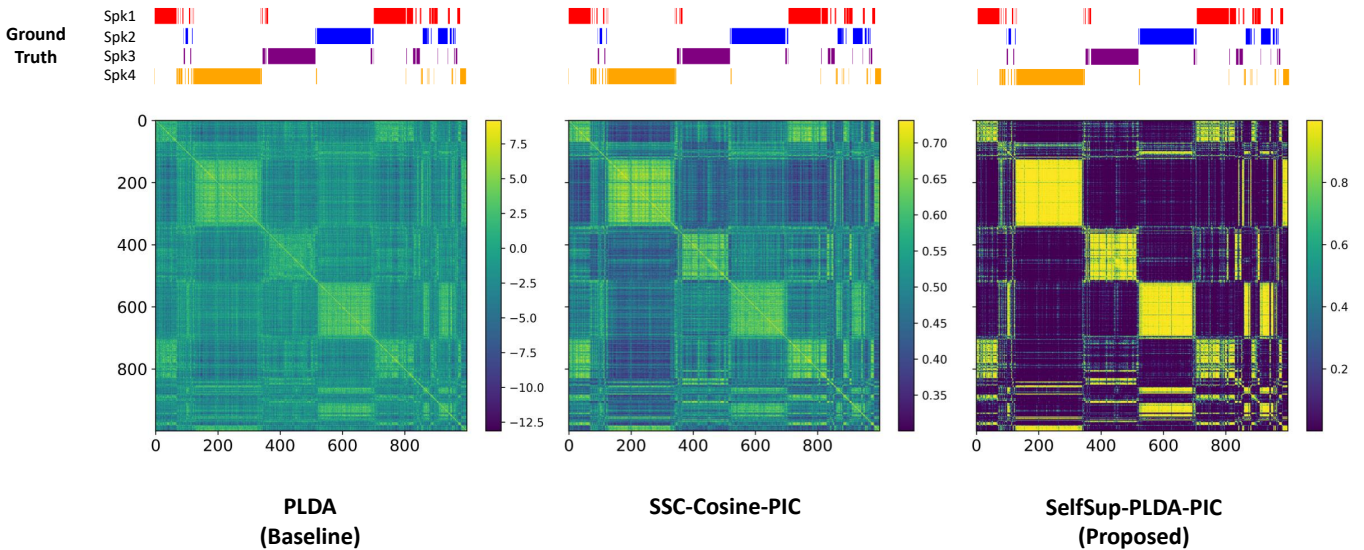 Ground
Truth
Spk1
Spk2
Spk3
Spk4
0
200
400
600
800
0 200 400 600 800
7.5
5.0
2.5
0.0
−2.5
−5.0
−7.5
−10.0
−12.5
0 200 400 600 800
0.70
0.65
0.60
0.55
0.50
0.45
0.40
0.35
0 200 400 600 800
0.8
0.6
0.4
0.2
PLDA
(Baseline)
SSC-Cosine-PIC
SelfSup-PLDA-PIC
(Proposed)